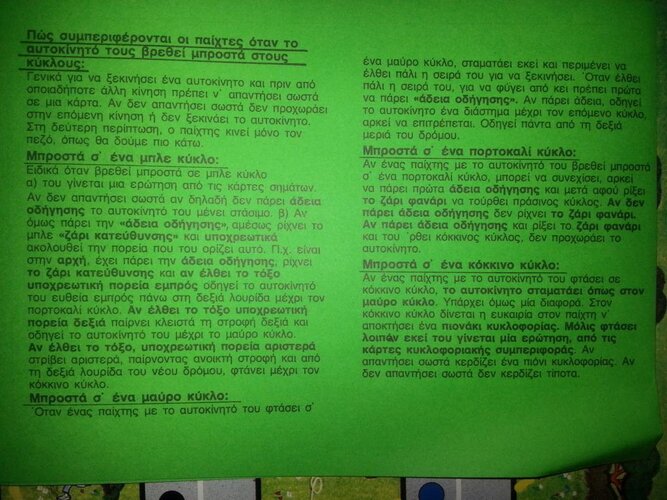 Πώς συμπεριφέρονται οι παίχτες όταν το
αυτοκίνητό τους βρεθεί μπροστά στους
κύκλους:
Γενικά για να ξεκινήσει ένα αυτοκίνητο και πριν από
οποιαδήποτε άλλη κίνηση πρέπει ν' απαντήσει σωστά
σε μια κάρτα. Αν δεν απαντήσει σωστά δεν προχωράει
στην επόμενη κίνηση ή δεν ξεκινάει το αυτοκίνητο.
Στη δεύτερη περίπτωση, ο παίχτης κινεί μόνο τον
πεζό, όπως θα δούμε πιο κάτω.
Μπροστά σ' ένα μπλε κύκλο:
Ειδικά όταν βρεθεί μπροστά σε μπλε κύκλο
α) του γίνεται μια ερώτηση από τις κάρτες σημάτων.
Αν δεν απαντήσει σωστά αν δηλαδή δεν πάρει άδεια
οδήγησης το αυτοκίνητό του μένει στάσιμο. β) Αν
όμως πάρει την «άδεια οδήγησης», αμέσως ρίχνει το
μπλε «ζάρι κατεύθυνσης» και υποχρεωτικά
ακολουθεί την πορεία που του ορίζει αυτό. Π.χ. είναι
στην αρχή, έχει πάρει την άδεια οδήγησης, ρίχνει
το ζάρι κατεύθυνσης και αν έλθει το τόξο
υποχρεωτική πορεία εμπρός οδηγεί το αυτοκίνητό
του ευθεία εμπρός πάνω στη δεξιά λουρίδα μέχρι τον
πορτοκαλί κύκλο. Αν έλθει το τόξο υποχρεωτική
πορεία δεξιά παίρνει κλειστά τη στροφή δεξιά και
οδηγεί το αυτοκίνητό του μέχρι το μαύρο κύκλο.
Αν έλθει το τόξο, υποχρεωτική πορεία αριστερά
στρίβει αριστερά, παίρνοντας ανοικτή στροφή και από
τη δεξιά λουρίδα του νέου δρόμου, φτάνει μέχρι τον
κόκκινο κύκλο.
Μπροστά σ' ένα μαύρο κύκλο:
Όταν ένας παίχτης με το αυτοκίνητό του φτάσει σ'
ένα μαύρο κύκλο, σταματάει εκεί και περιμένει να
έλθει πάλι η σειρά του για να ξεκινήσει. Όταν έλθει
πάλι η σειρά του, για να φύγει από κει πρέπει πρώτα
να πάρει «άδεια οδήγησης». Αν πάρει άδεια, οδηγεί
το αυτοκίνητο ένα διάστημα μέχρι τον επόμενο κύκλο,
αρκεί να επιτρέπεται. Οδηγεί πάντα από τη δεξιά
μεριά του δρόμου.
Μπροστά σ' ένα πορτοκαλί κύκλο:
Αν ένας παίχτης με το αυτοκίνητό του βρεθεί μπροστά
σ' ένα πορτοκαλί κύκλο, μπορεί να συνεχίσει, αρκεί
να πάρει πρώτα άδεια οδήγησης και μετά αφού ρίξει
το ζάρι φανάρι να τούρθει πράσινος κύκλος. Αν δεν
πάρει άδεια οδήγησης δεν ρίχνει το ζάρι φανάρι.
Αν πάρει άδεια οδήγησης και ρίξει το ζάρι φανάρι
και του 'ρθει κόκκινος κύκλος, δεν προχωράει το
αυτοκίνητο.
Μπροστά σ' ένα κόκκινο κύκλο:
Αν ένας παίχτης με το αυτοκίνητό του φτάσει σε
κόκκινο κύκλο, το αυτοκίνητο σταματάει όπως στον
μαύρο κύκλο. Υπάρχει όμως μία διαφορά. Στον
κόκκινο κύκλο δίνεται η ευκαιρία στον παίχτη ν'
αποκτήσει ένα πιονάκι κυκλοφορίας. Μόλις φτάσει
λοιπόν εκεί του γίνεται μία ερώτηση, από τις
κάρτες κυκλοφοριακής συμπεριφοράς. Αν
απαντήσει σωστά κερδίζει ένα πιόνι κυκλοφορίας. Αν
δεν απαντήσει σωστά δεν κερδίζει τίποτα.